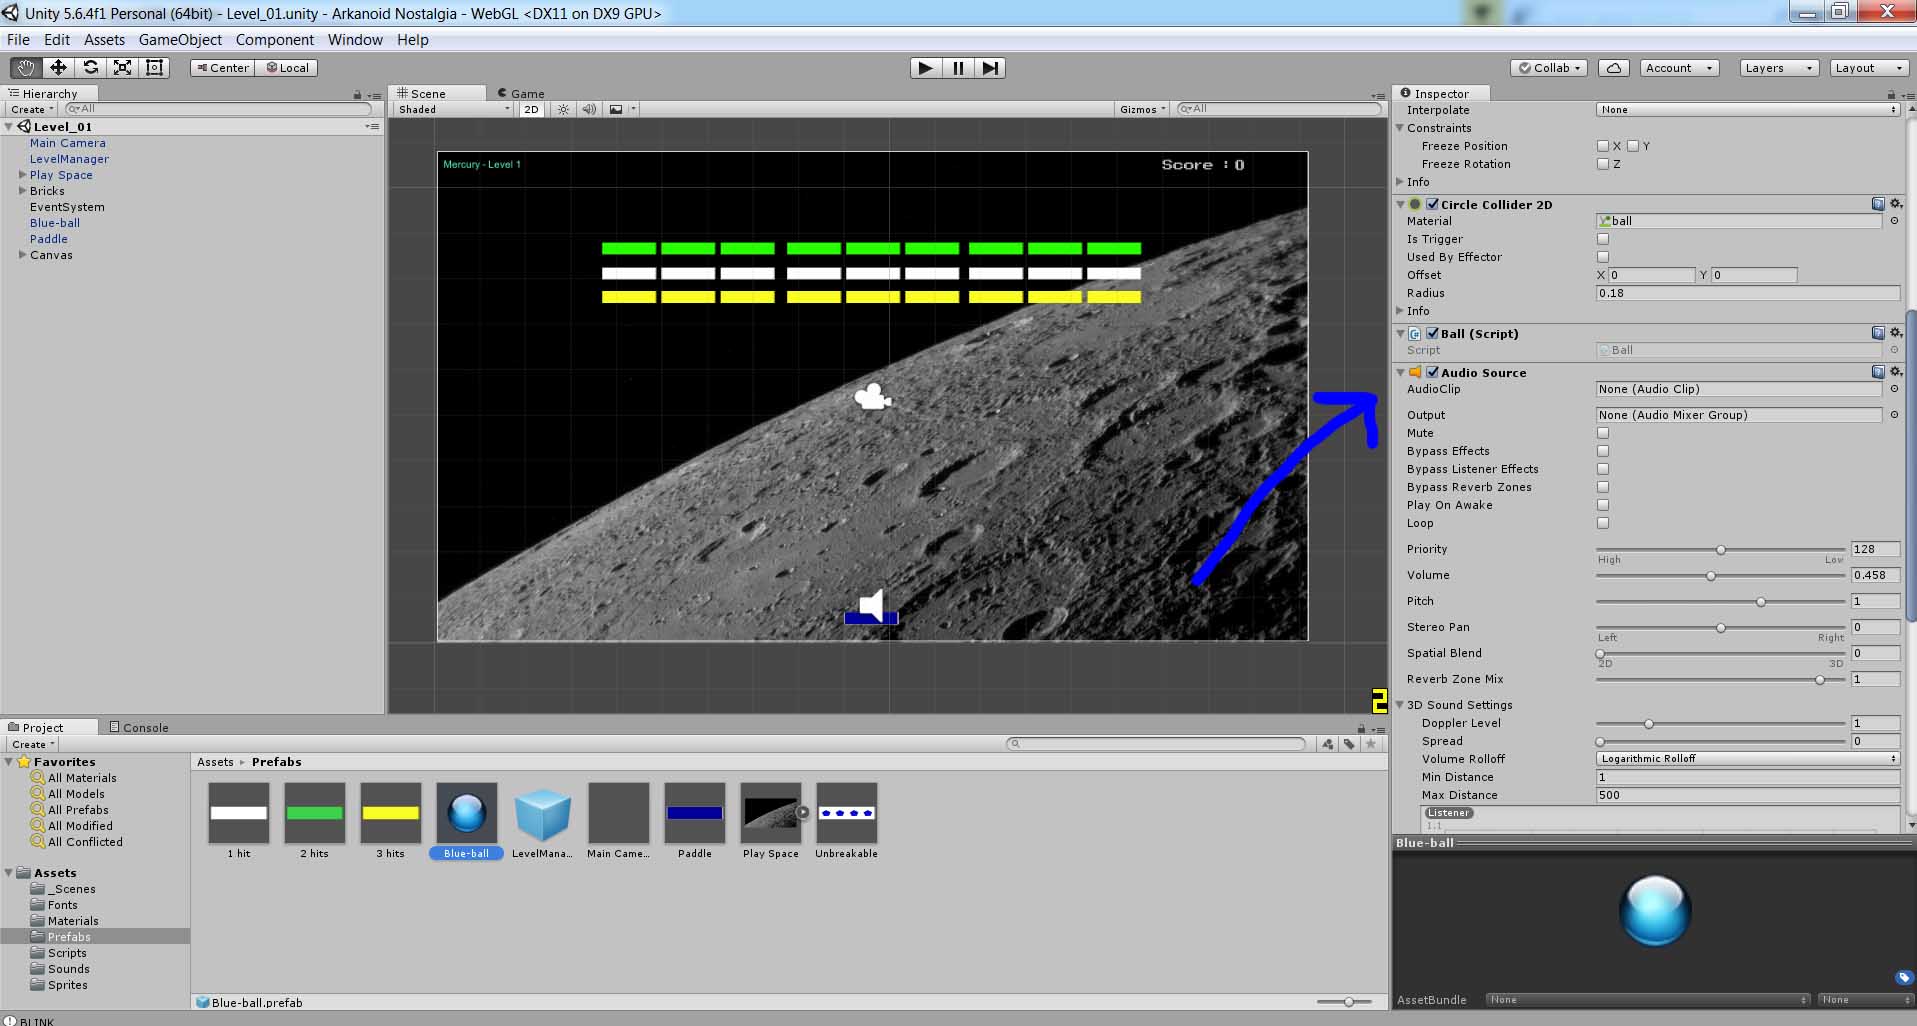 Unity 5.6.4f1 Personal (64bit) - Level_01.unity - Arkanoid Nostalgia - WebGL <DX11 on DX9 GPU>
File Edit Assets GameObject Component Window Help
Center Local Collab Account Layers Layout
Hierarchy
Create All
Level_01
Main Camera
LevelManager
Play Space
Bricks
EventSystem
Blue-ball
Paddle
Canvas
Scene Game
Shaded 2D Gizmos All
Mercury - Level 1
Score : 0
2
Inspector
Interpolate None
Constraints
Freeze Position X Y
Freeze Rotation Z
Info
Circle Collider 2D
Material ball
Is Trigger
Used By Effector
Offset X 0 Y 0
Radius 0.18
Info
Ball (Script)
Script Ball
Audio Source
AudioClip None (Audio Clip)
Output None (Audio Mixer Group)
Mute
Bypass Effects
Bypass Listener Effects
Bypass Reverb Zones
Play On Awake
Loop
Priority 128
High Low
Volume 0.458
Pitch 1
Stereo Pan 0
Left Right
Spatial Blend 0
2D 3D
Reverb Zone Mix 1
3D Sound Settings
Doppler Level 1
Spread 0
Volume Rolloff Logarithmic Rolloff
Min Distance 1
Max Distance 500
Listener
1.1
Blue-ball
AssetBundle None None
Project Console
Create
Favorites
All Materials
All Models
All Prefabs
All Modified
All Conflicted
Assets
_Scenes
Fonts
Materials
Prefabs
Scripts
Sounds
Sprites
Assets Prefabs
1 hit 2 hits 3 hits Blue-ball LevelMana... Main Came... Paddle Play Space Unbreakable
Blue-ball.prefab
BLINK